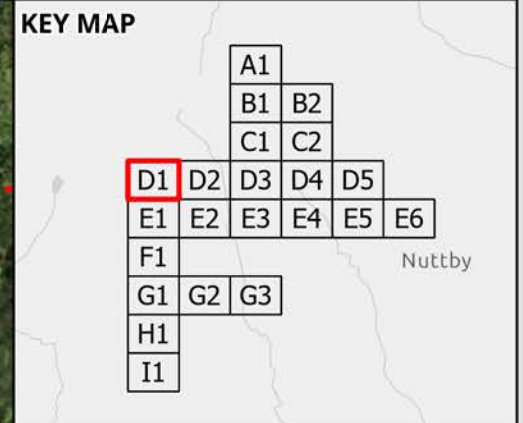 KEY MAP
A1
B1 B2
C1 C2
D1 D2 D3 D4 D5
E1 E2 E3 E4 E5 E6
F1
Nuttby
G1 G2 G3
H1
I1